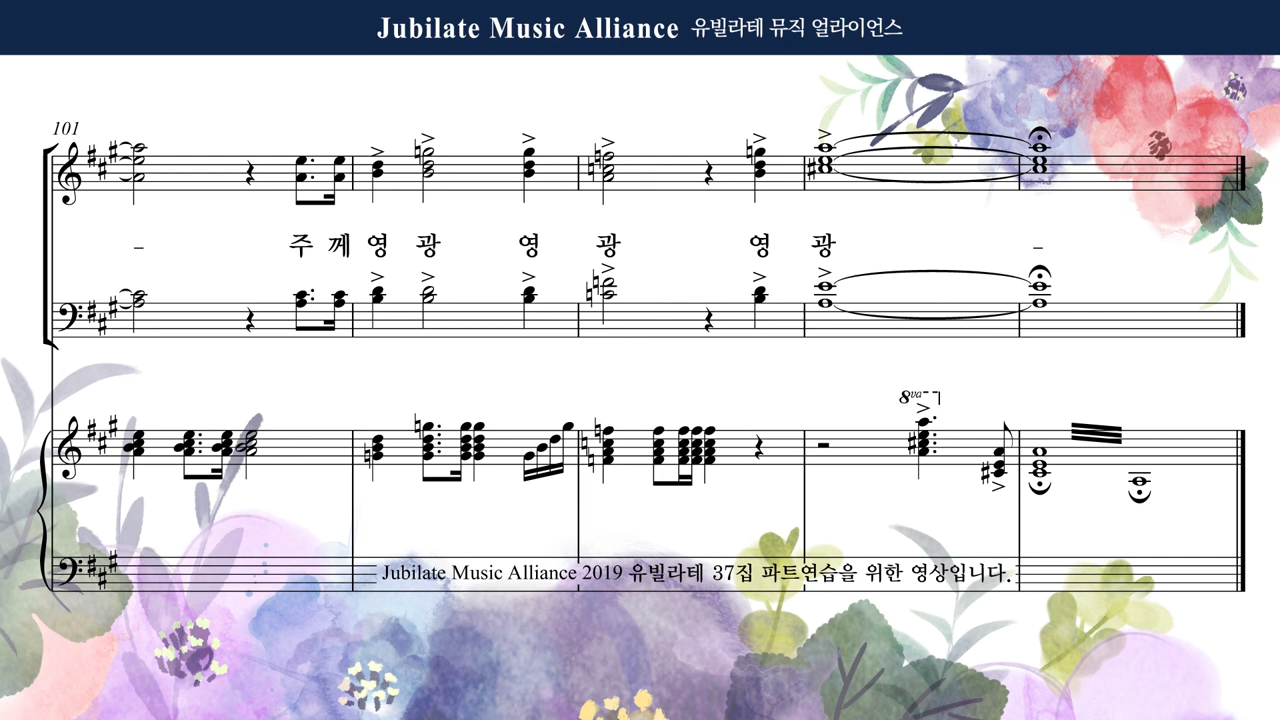 Jubilate Music Alliance 유빌라테 뮤직 얼라이언스
101
– 주 께 영 광 영 광 영 광 –
8va
Jubilate Music Alliance 2019 유빌라테 37집 파트연습을 위한 영상입니다.